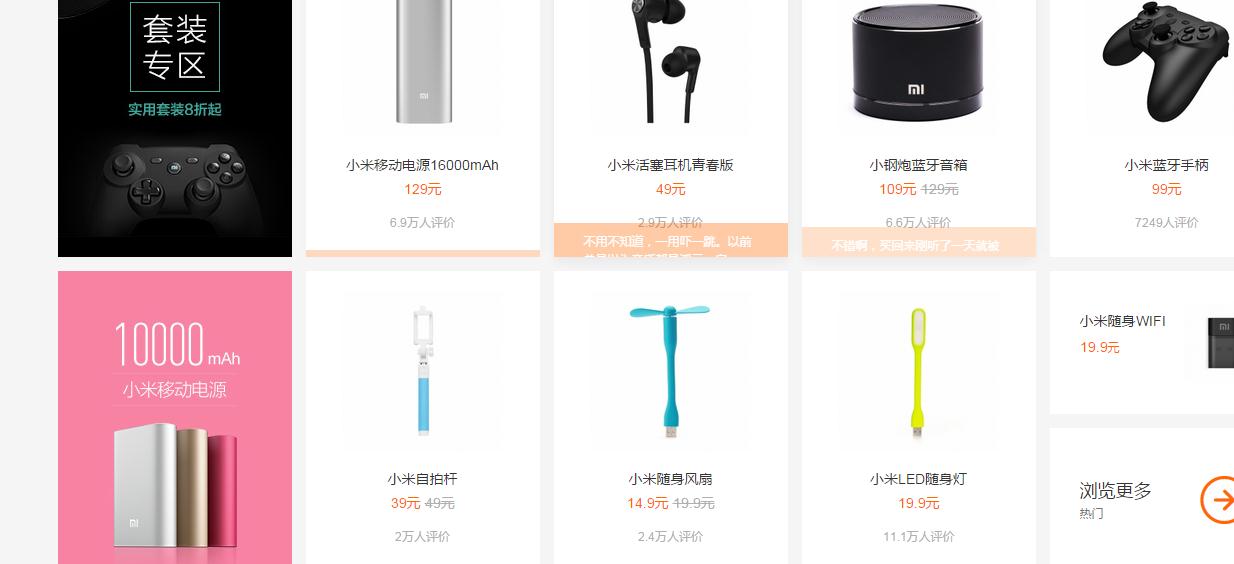 套装
专区
实用套装8折起
mi
小米移动电源16000mAh
129元
6.9万人评价
小米活塞耳机青春版
49元
2.9万人评价
不用不知道，一用吓一跳。以前
mi
小钢炮蓝牙音箱
109元 129元
6.6万人评价
不错啊，买回来刚听了一天就被
小米蓝牙手柄
99元
7249人评价
10000 mAh
小米移动电源
mi
小米自拍杆
39元 49元
2万人评价
小米随身风扇
14.9元 19.9元
2.4万人评价
小米LED随身灯
19.9元
11.1万人评价
小米随身WIFI
19.9元
mi
浏览更多
热门